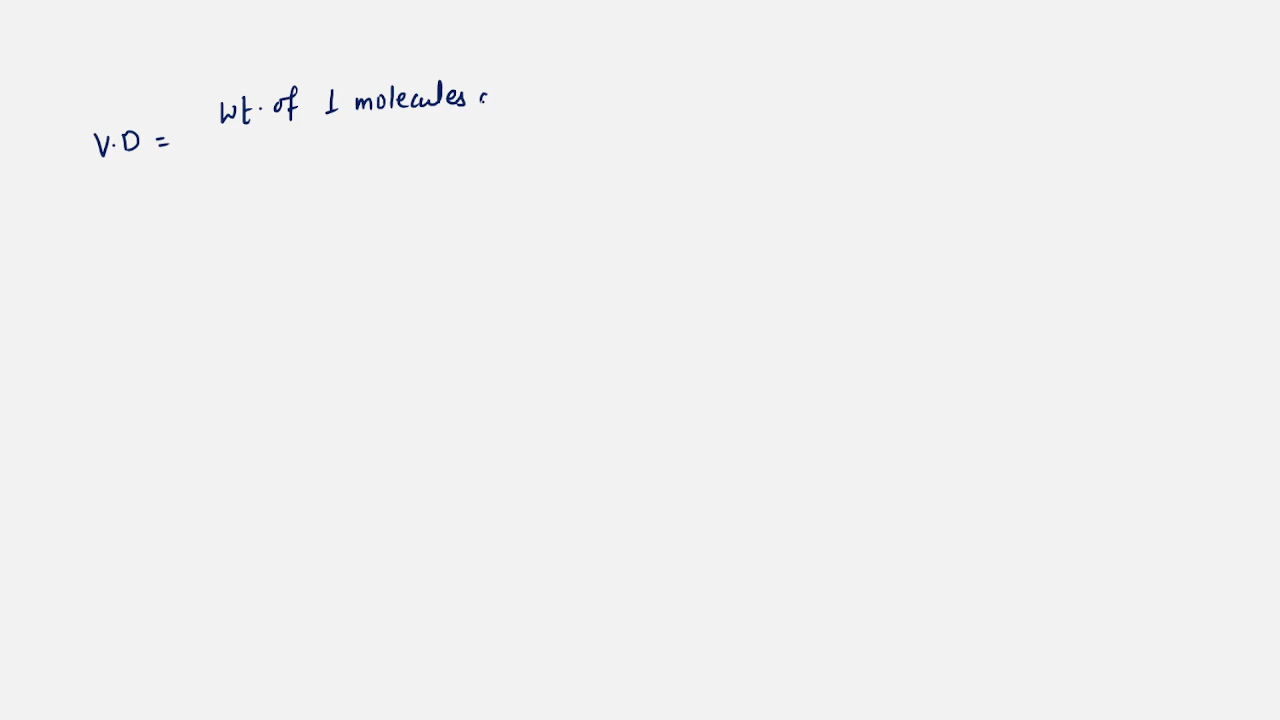 Wt. of 1 molecules
V.D =